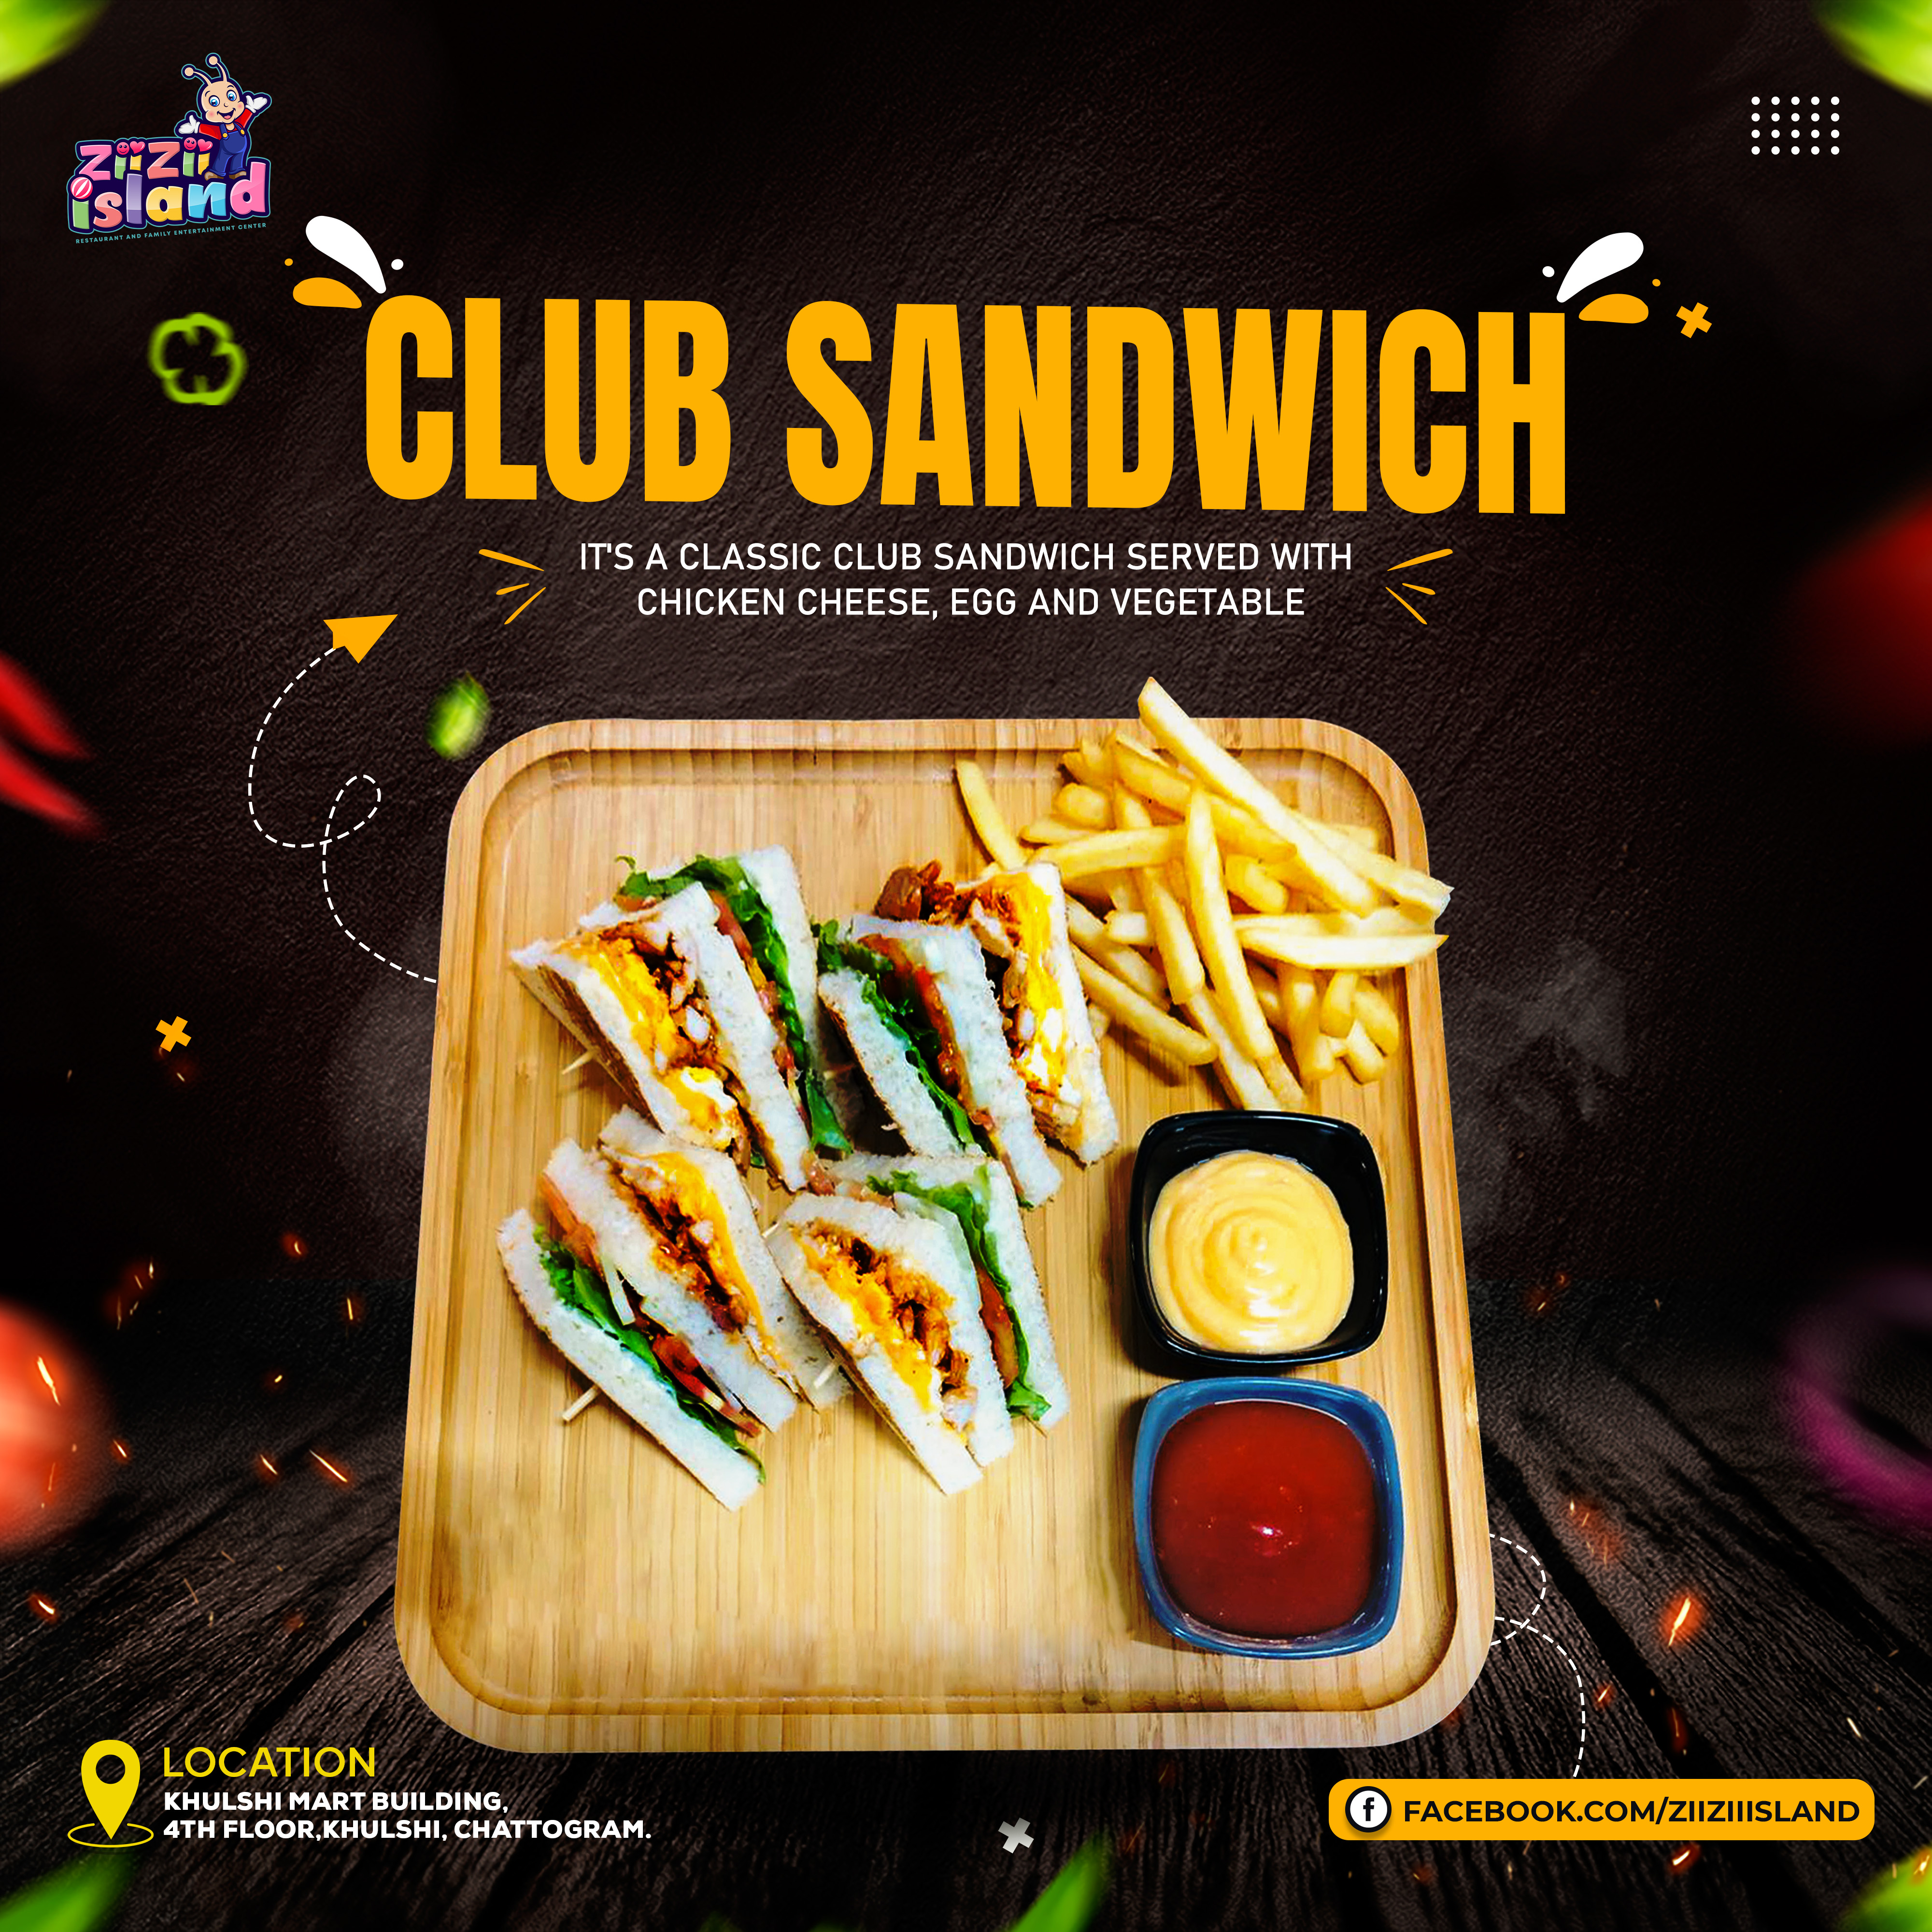 ziizii
island
RESTAURANT AND FAMILY ENTERTAINMENT CENTER
CLUB SANDWICH
IT'S A CLASSIC CLUB SANDWICH SERVED WITH
CHICKEN CHEESE, EGG AND VEGETABLE
LOCATION
KHULSHI MART BUILDING,
4TH FLOOR,KHULSHI, CHATTOGRAM.
f FACEBOOK.COM/ZIIZIIISLAND